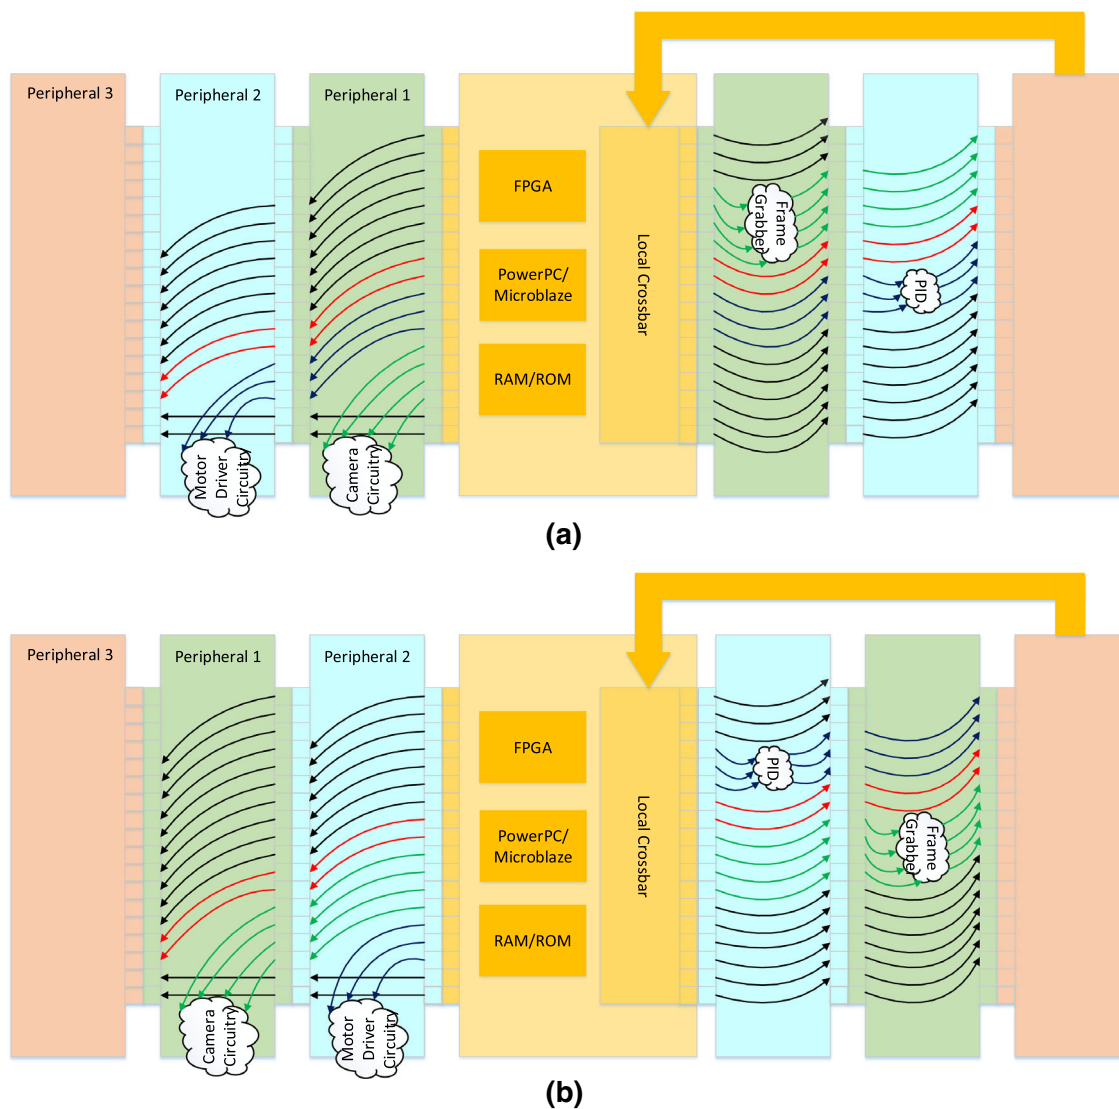 Peripheral 3
Peripheral 2
Peripheral 1
FPGA
PowerPC/
Microblaze
RAM/ROM
Local Crossbar
Frame
Grabber
PID
Motor
Driver
Circuitry
Camera
Circuitry
(a)
Peripheral 3
Peripheral 1
Peripheral 2
FPGA
PowerPC/
Microblaze
RAM/ROM
Local Crossbar
PID
Frame
Grabber
Camera
Circuitry
Motor
Driver
Circuitry
(b)